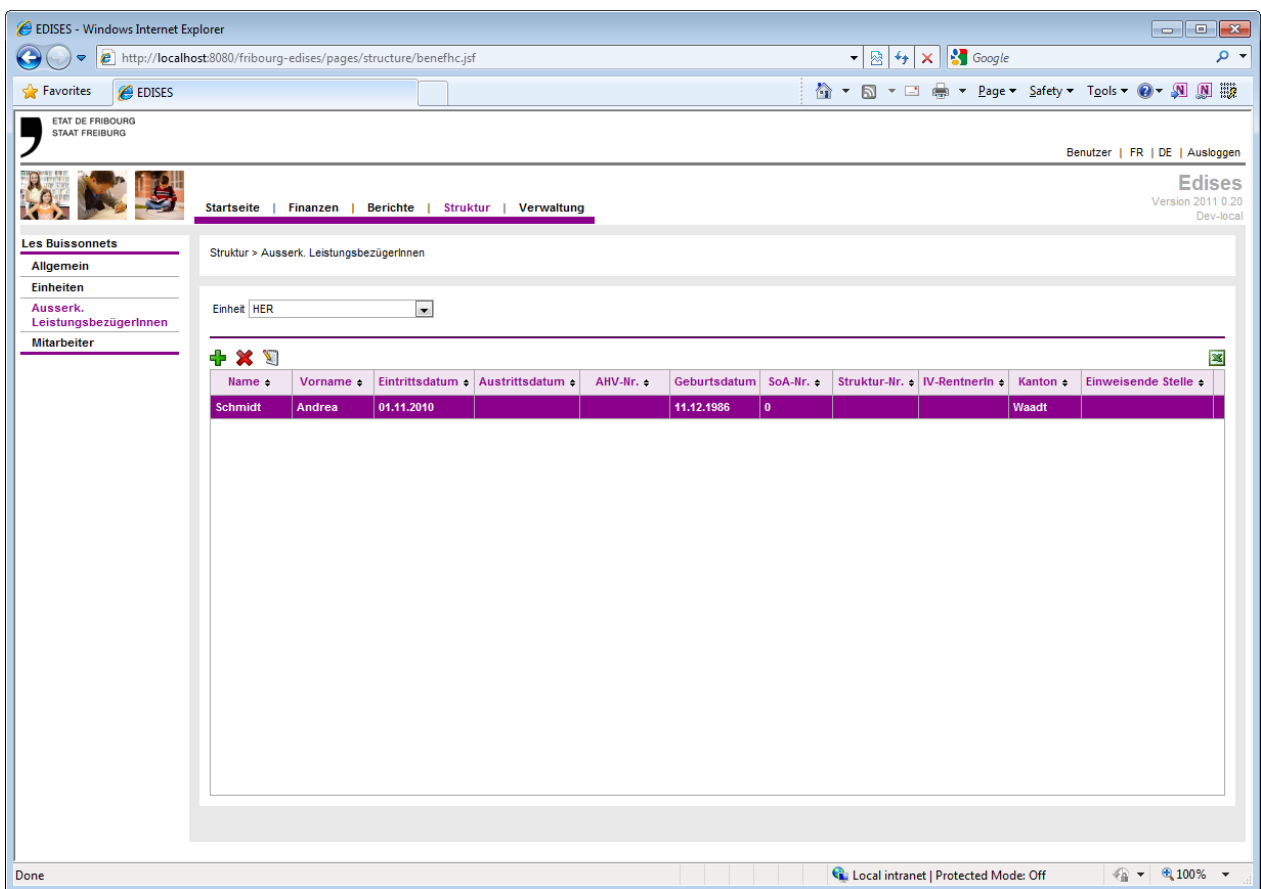 EDISES - Windows Internet Explorer
http://localhost:8080/fribourg-edises/pages/structure/benefhc.jsf
Google
Favorites
EDISES
Page
Safety
Tools
ETAT DE FRIBOURG
STAAT FREIBURG
Benutzer | FR | DE | Ausloggen
Edises
Version 2011 0.20
Dev-local
Startseite | Finanzen | Berichte | Struktur | Verwaltung
Les Buissonnets
Allgemein
Einheiten
Ausserk.
LeistungsbezügerInnen
Mitarbeiter
Struktur > Ausserk. LeistungsbezügerInnen
Einheit HER
Name Vorname Eintrittsdatum Austrittsdatum AHV-Nr. Geburtsdatum SoA-Nr. Struktur-Nr. IV-RentnerIn Kanton Einweisende Stelle
Schmidt Andrea 01.11.2010 11.12.1986 0 Waadt
Done
Local intranet | Protected Mode: Off
100%